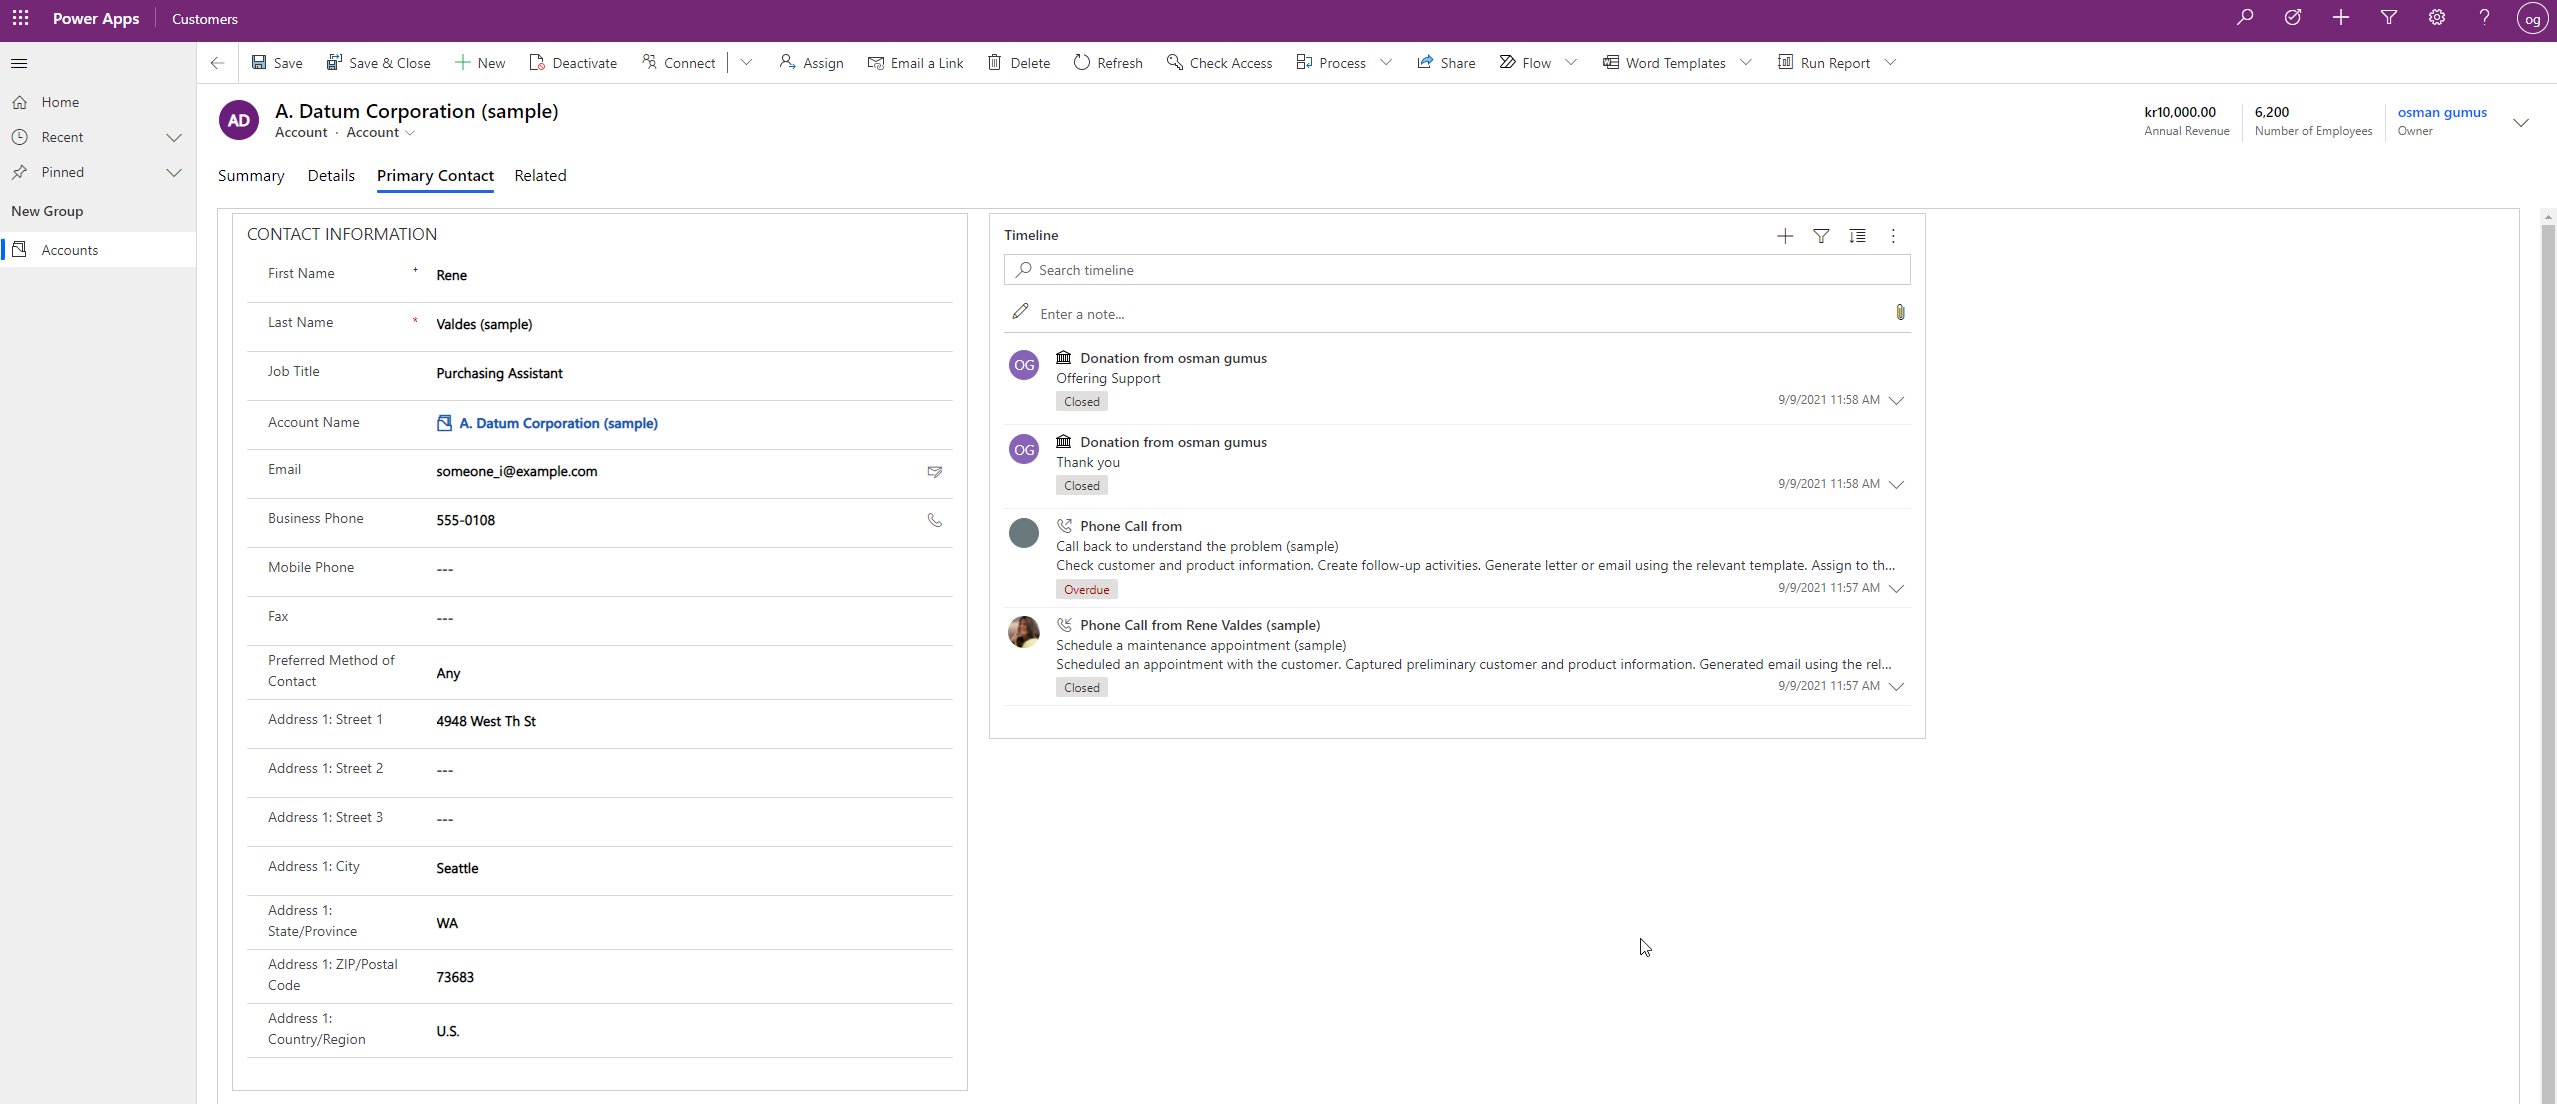 Power Apps
Customers
og
Save
Save & Close
New
Deactivate
Connect
Assign
Email a Link
Delete
Refresh
Check Access
Process
Share
Flow
Word Templates
Run Report
Home
Recent
Pinned
New Group
Accounts
AD
A. Datum Corporation (sample)
Account · Account
kr10,000.00
Annual Revenue
6,200
Number of Employees
osman gumus
Owner
Summary
Details
Primary Contact
Related
CONTACT INFORMATION
First Name + Rene
Last Name * Valdes (sample)
Job Title Purchasing Assistant
Account Name A. Datum Corporation (sample)
Email someone_i@example.com
Business Phone 555-0108
Mobile Phone ---
Fax ---
Preferred Method of
Contact
Any
Address 1: Street 1 4948 West Th St
Address 1: Street 2 ---
Address 1: Street 3 ---
Address 1: City Seattle
Address 1:
State/Province
WA
Address 1: ZIP/Postal
Code
73683
Address 1:
Country/Region
U.S.
Timeline
Search timeline
Enter a note...
OG
Donation from osman gumus
Offering Support
Closed
9/9/2021 11:58 AM
OG
Donation from osman gumus
Thank you
Closed
9/9/2021 11:58 AM
Phone Call from
Call back to understand the problem (sample)
Check customer and product information. Create follow-up activities. Generate letter or email using the relevant template. Assign to th...
Overdue
9/9/2021 11:57 AM
Phone Call from Rene Valdes (sample)
Schedule a maintenance appointment (sample)
Scheduled an appointment with the customer. Captured preliminary customer and product information. Generated email using the rel...
Closed
9/9/2021 11:57 AM